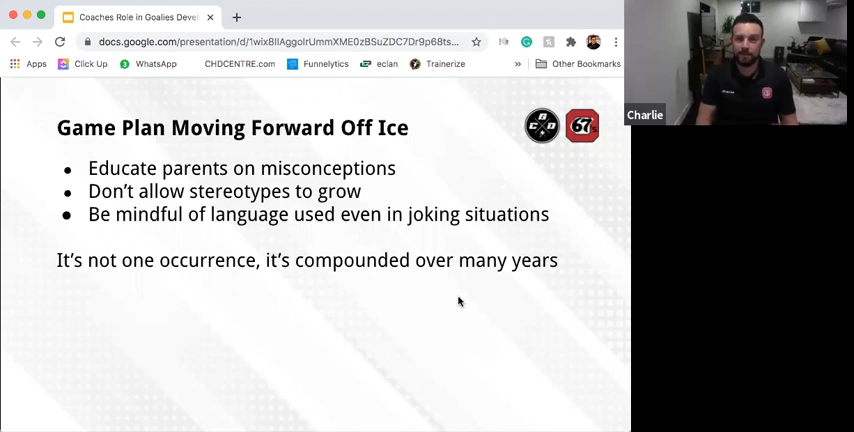 Coaches Role in Goalies Devel
docs.google.com/presentation/d/1wix8IIAggolrUmmXME0zBSuZDC7Dr9p68ts...
Apps
Click Up
WhatsApp
CHDCENTRE.com
Funnelytics
eclan
Trainerize
»
Other Bookmarks
Charlie
Game Plan Moving Forward Off Ice
67's
● Educate parents on misconceptions
● Don't allow stereotypes to grow
● Be mindful of language used even in joking situations
It's not one occurrence, it's compounded over many years